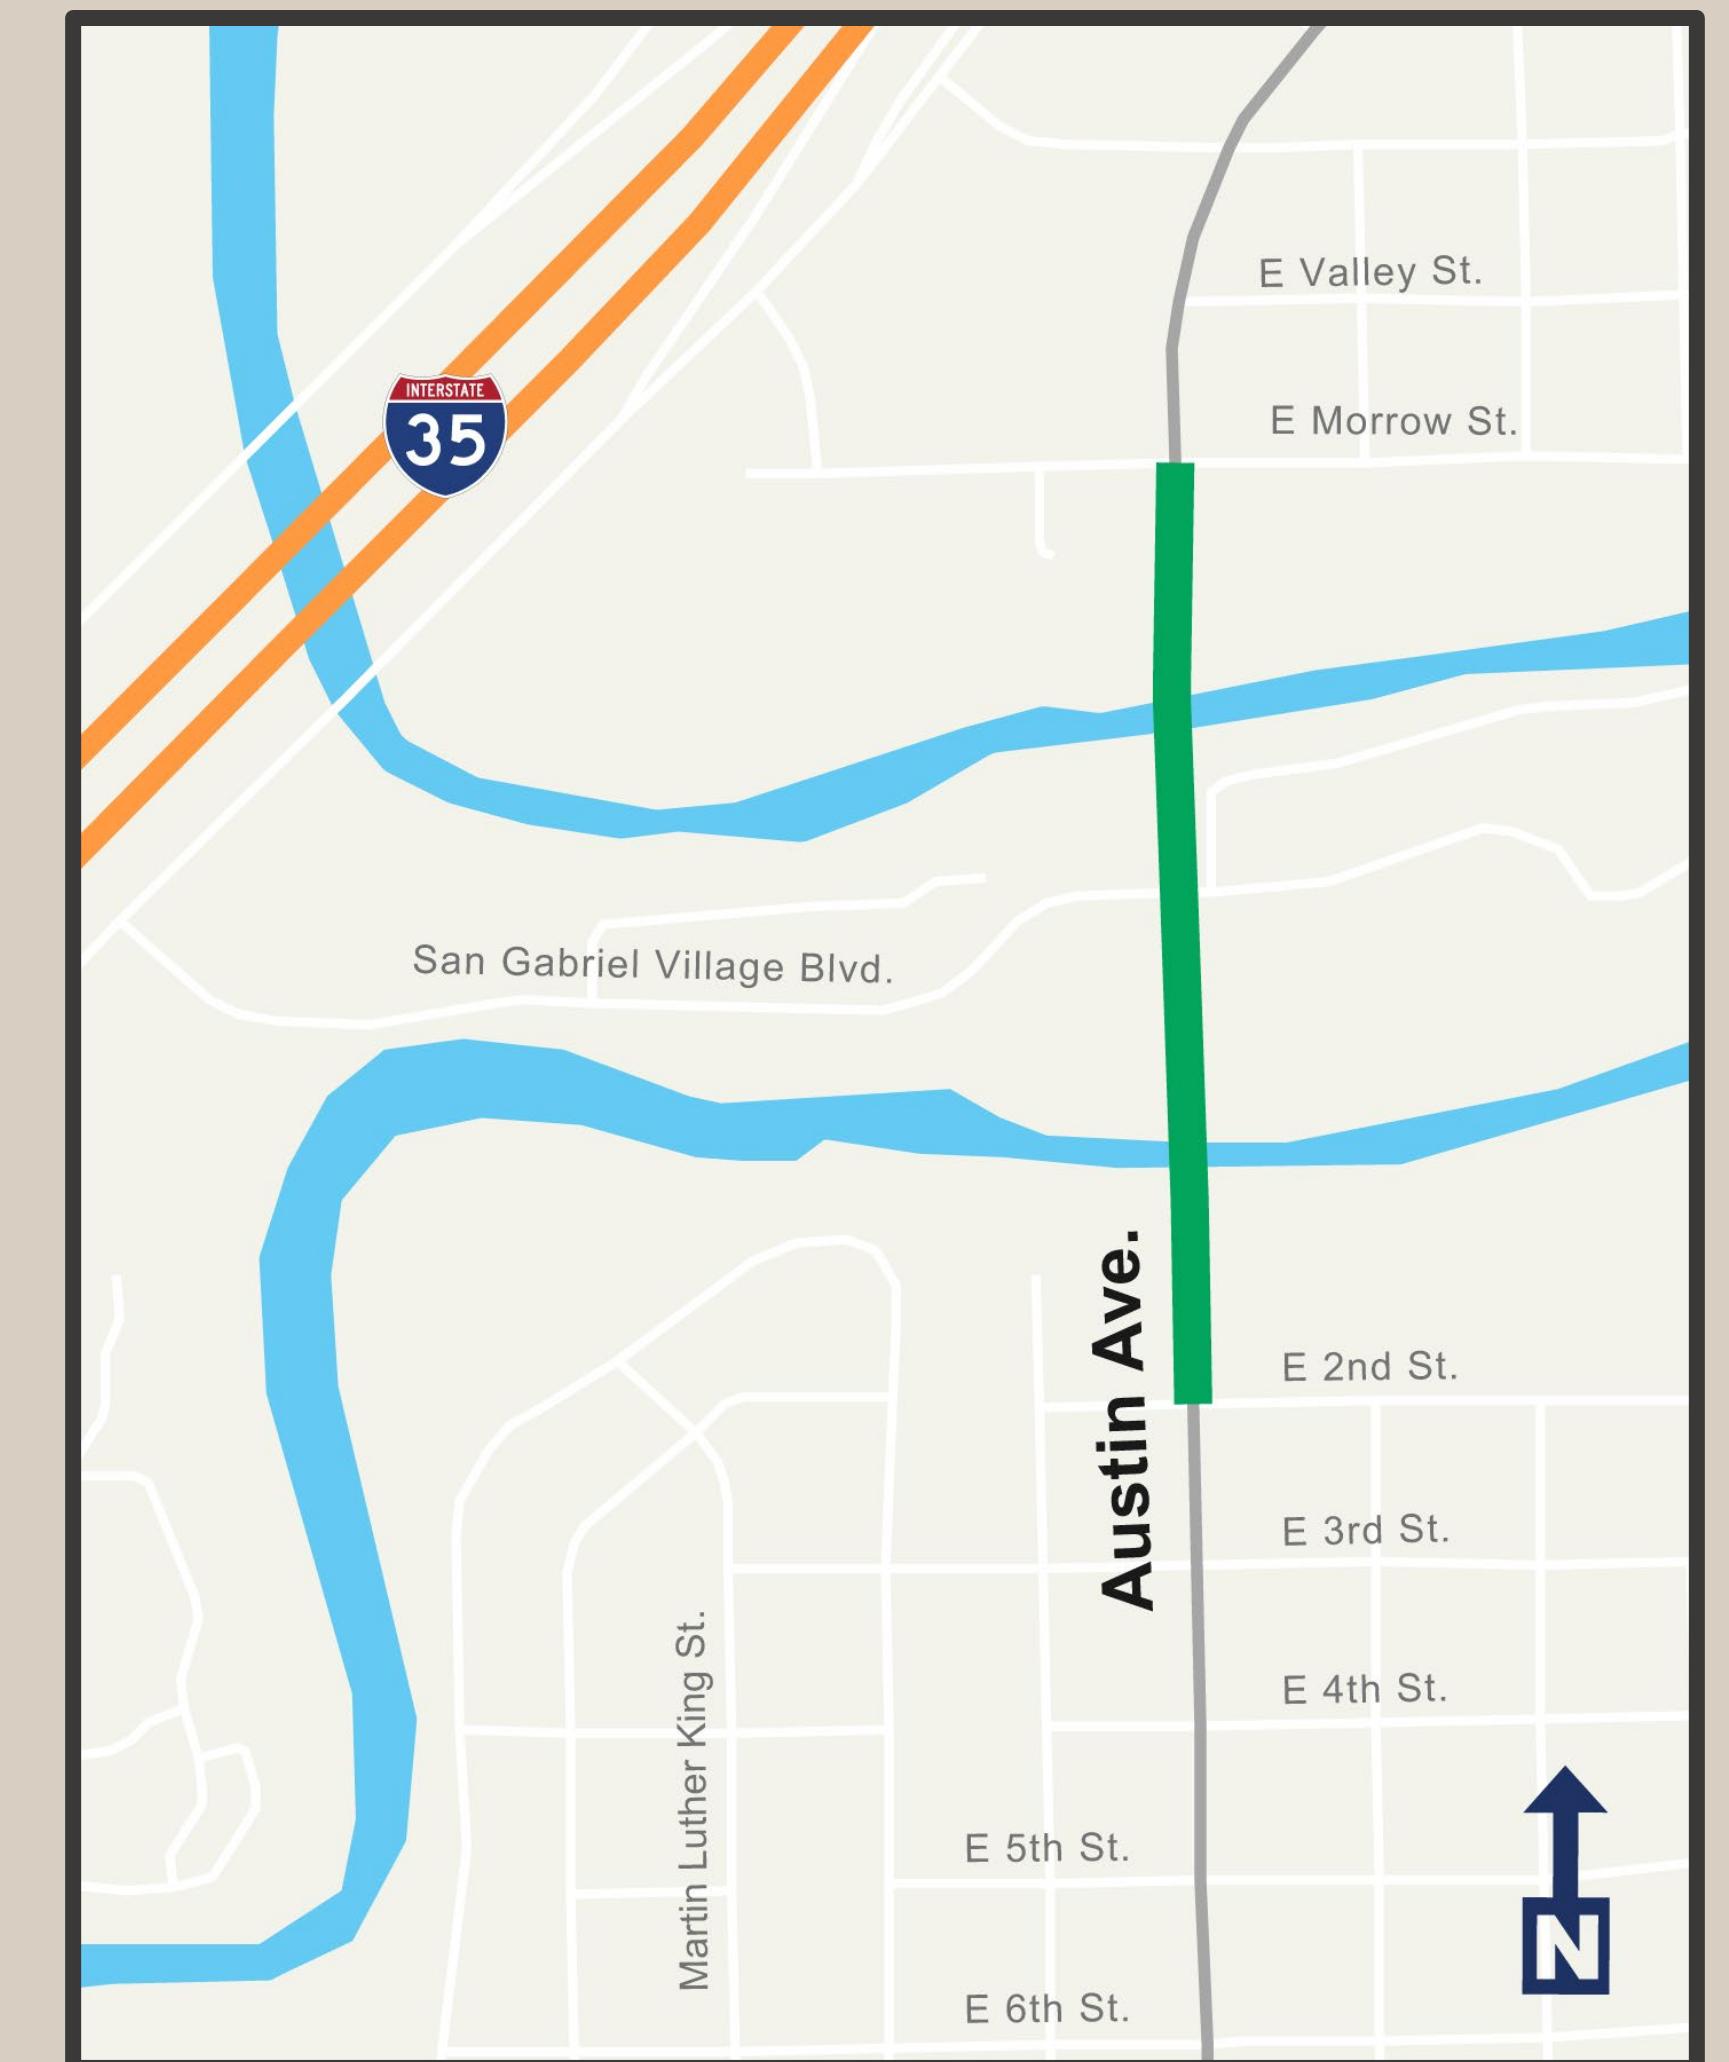 E Valley St.
INTERSTATE
35
E Morrow St.
San Gabriel Village Blvd.
Austin Ave.
E 2nd St.
E 3rd St.
Martin Luther King St.
E 4th St.
E 5th St.
N
E 6th St.